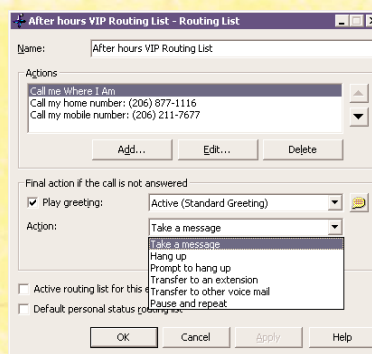 After hours VIP Routing List - Routing List
Name: After hours VIP Routing List
Actions
Call me Where I Am
Call my home number: (206) 877-1116
Call my mobile number: (206) 211-7677
Add... Edit... Delete
Final action if the call is not answered
Play greeting: Active (Standard Greeting)
Action: Take a message
Take a message
Hang up
Prompt to hang up
Transfer to an extension
Active routing list for this e
Transfer to other voice mail
Pause and repeat
Default personal status routing list
OK Cancel Apply Help